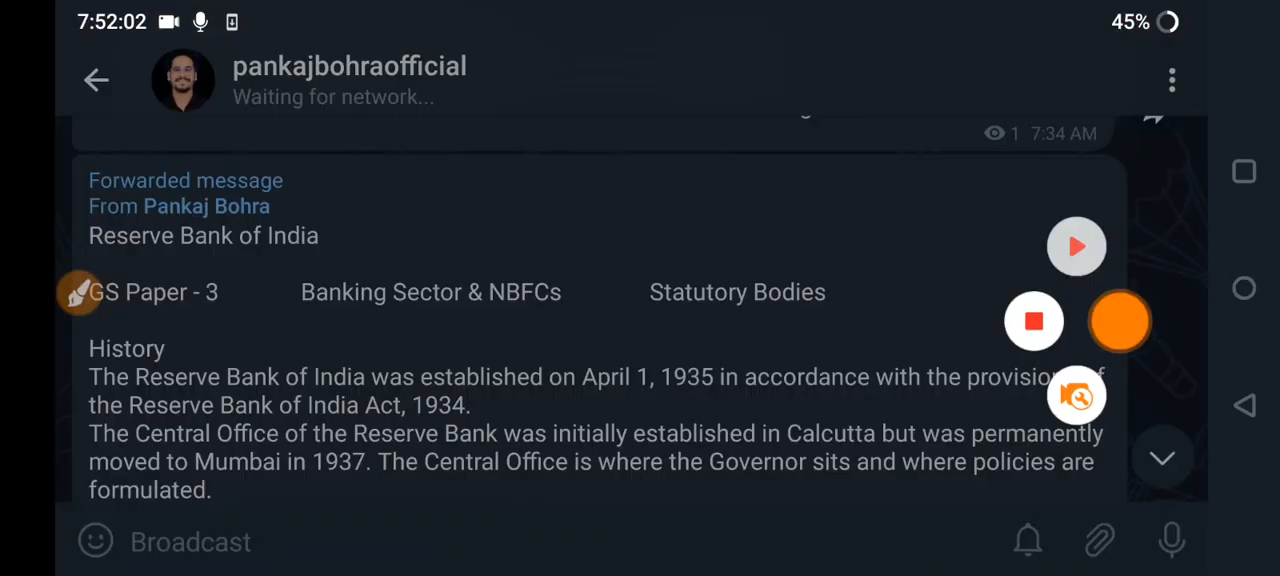 7:52:02
45%
pankajbohraofficial
Waiting for network...
1 7:34 AM
Forwarded message
From Pankaj Bohra
Reserve Bank of India
GS Paper - 3 Banking Sector & NBFCs Statutory Bodies
History
The Reserve Bank of India was established on April 1, 1935 in accordance with the
the Reserve Bank of India Act, 1934.
The Central Office of the Reserve Bank was initially established in Calcutta but was permanently
moved to Mumbai in 1937. The Central Office is where the Governor sits and where policies are
formulated.
Broadcast